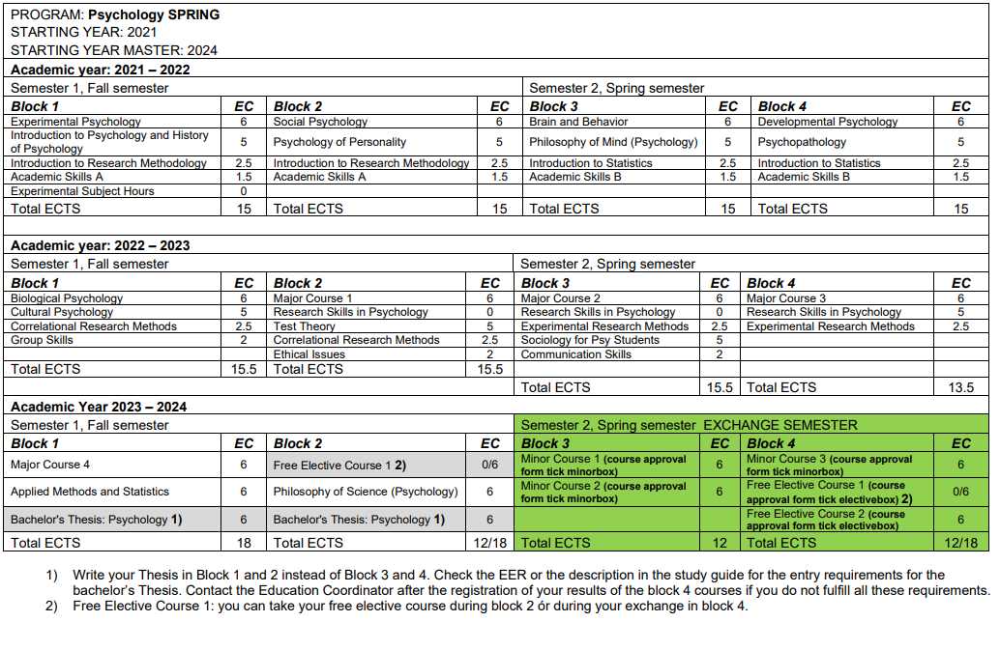 PROGRAM: Psychology SPRING
STARTING YEAR: 2021
STARTING YEAR MASTER: 2024
Academic year: 2021 – 2022
Semester 1, Fall semester Semester 2, Spring semester
Block 1 EC Block 2 EC Block 3 EC Block 4 EC
Experimental Psychology 6 Social Psychology 6 Brain and Behavior 6 Developmental Psychology 6
Introduction to Psychology and History
of Psychology 5 Psychology of Personality 5 Philosophy of Mind (Psychology) 5 Psychopathology 5
Introduction to Research Methodology 2.5 Introduction to Research Methodology 2.5 Introduction to Statistics 2.5 Introduction to Statistics 2.5
Academic Skills A 1.5 Academic Skills A 1.5 Academic Skills B 1.5 Academic Skills B 1.5
Experimental Subject Hours 0
Total ECTS 15 Total ECTS 15 Total ECTS 15 Total ECTS 15
Academic year: 2022 – 2023
Semester 1, Fall semester Semester 2, Spring semester
Block 1 EC Block 2 EC Block 3 EC Block 4 EC
Biological Psychology 6 Major Course 1 6 Major Course 2 6 Major Course 3 6
Cultural Psychology 5 Research Skills in Psychology 0 Research Skills in Psychology 0 Research Skills in Psychology 5
Correlational Research Methods 2.5 Test Theory 5 Experimental Research Methods 2.5 Experimental Research Methods 2.5
Group Skills 2 Correlational Research Methods 2.5 Sociology for Psy Students 5
Ethical Issues 2 Communication Skills 2
Total ECTS 15.5 Total ECTS 15.5
Total ECTS 15.5 Total ECTS 13.5
Academic Year 2023 – 2024
Semester 1, Fall semester Semester 2, Spring semester EXCHANGE SEMESTER
Block 1 EC Block 2 EC Block 3 EC Block 4 EC
Major Course 4 6 Free Elective Course 1 2) 0/6 Minor Course 1 (course approval
form tick minorbox) 6 Minor Course 3 (course approval
form tick minorbox) 6
Applied Methods and Statistics 6 Philosophy of Science (Psychology) 6 Minor Course 2 (course approval
form tick minorbox) 6 Free Elective Course 1 (course
approval form tick electivebox) 2) 0/6
Bachelor's Thesis: Psychology 1) 6 Bachelor's Thesis: Psychology 1) 6 Free Elective Course 2 (course
approval form tick electivebox) 6
Total ECTS 18 Total ECTS 12/18 Total ECTS 12 Total ECTS 12/18
1) Write your Thesis in Block 1 and 2 instead of Block 3 and 4. Check the EER or the description in the study guide for the entry requirements for the
bachelor's Thesis. Contact the Education Coordinator after the registration of your results of the block 4 courses if you do not fulfill all these requirements.
2) Free Elective Course 1: you can take your free elective course during block 2 ór during your exchange in block 4.